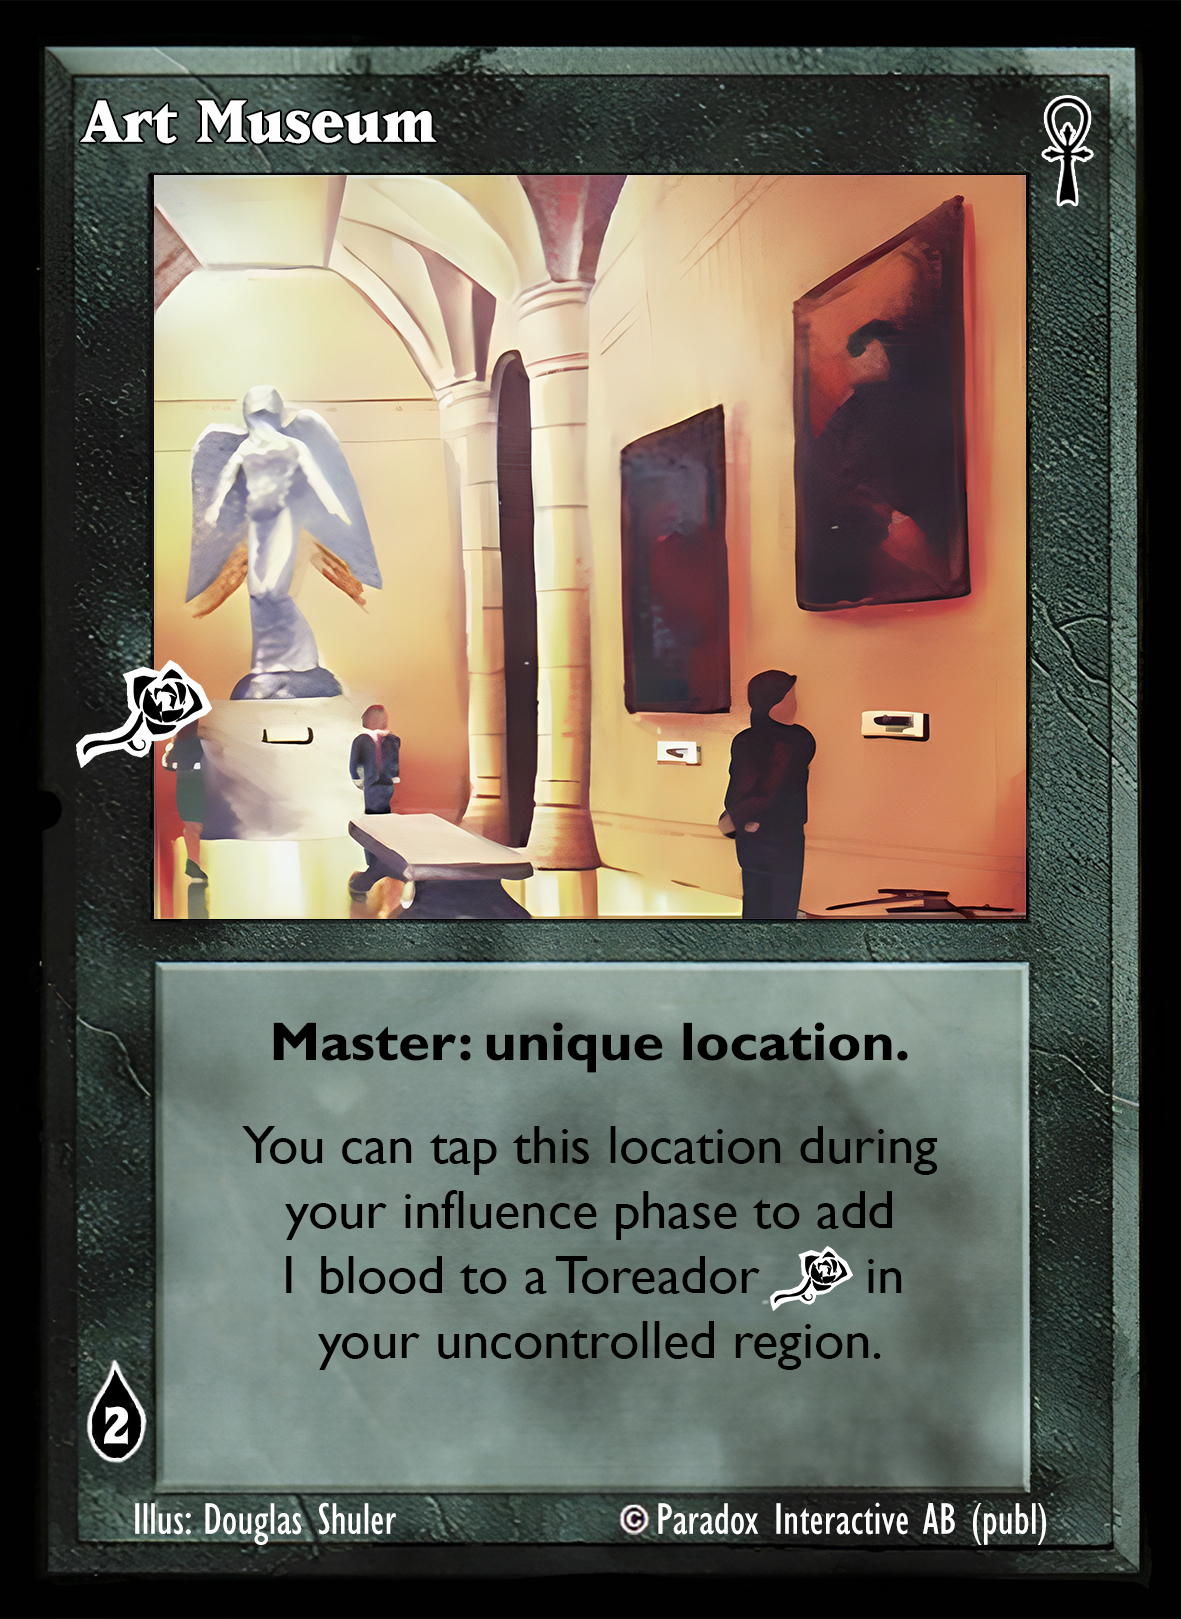 Art Museum
Master: unique location.
You can tap this location during
your influence phase to add
1 blood to a Toreador in
your uncontrolled region.
2
Illus: Douglas Shuler
© Paradox Interactive AB (publ)